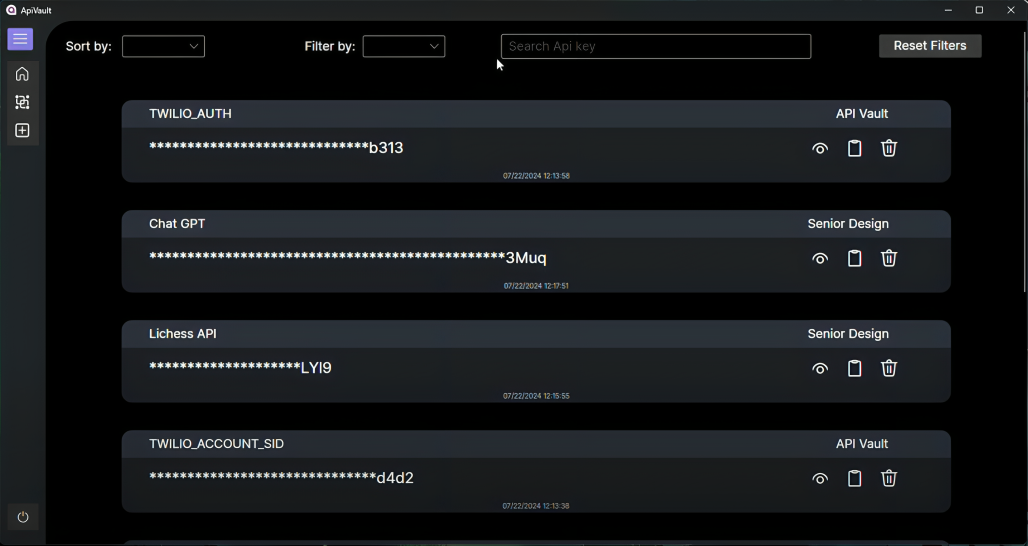 ApiVault
Sort by:
Filter by:
Search Api key
Reset Filters
TWILIO_AUTH
API Vault
*****************************b313
07/22/2024 12:13:58
Chat GPT
Senior Design
***********************************************3Muq
07/22/2024 12:17:51
Lichess API
Senior Design
********************LYI9
07/22/2024 12:15:55
TWILIO_ACCOUNT_SID
API Vault
******************************d4d2
07/22/2024 12:13:38